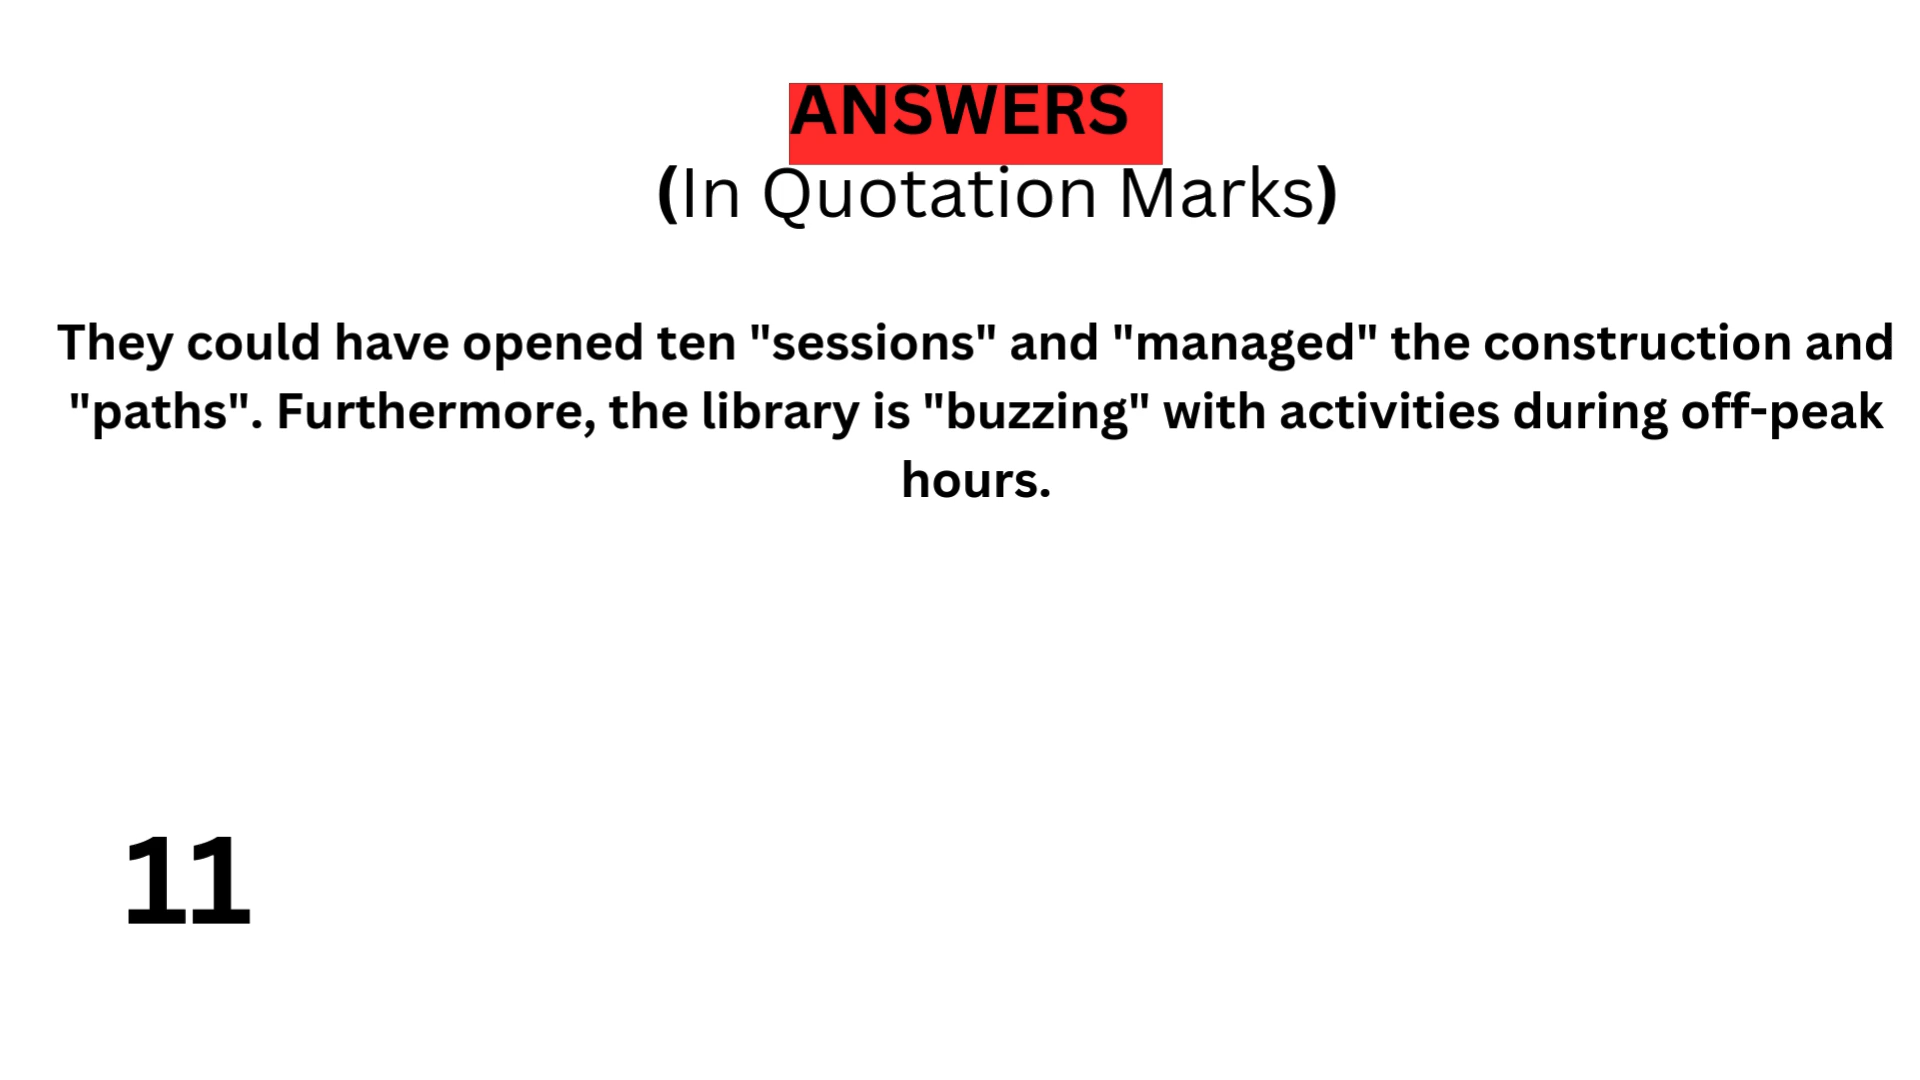 ANSWERS
(In Quotation Marks)
They could have opened ten "sessions" and "managed" the construction and
"paths". Furthermore, the library is "buzzing" with activities during off-peak
hours.
11